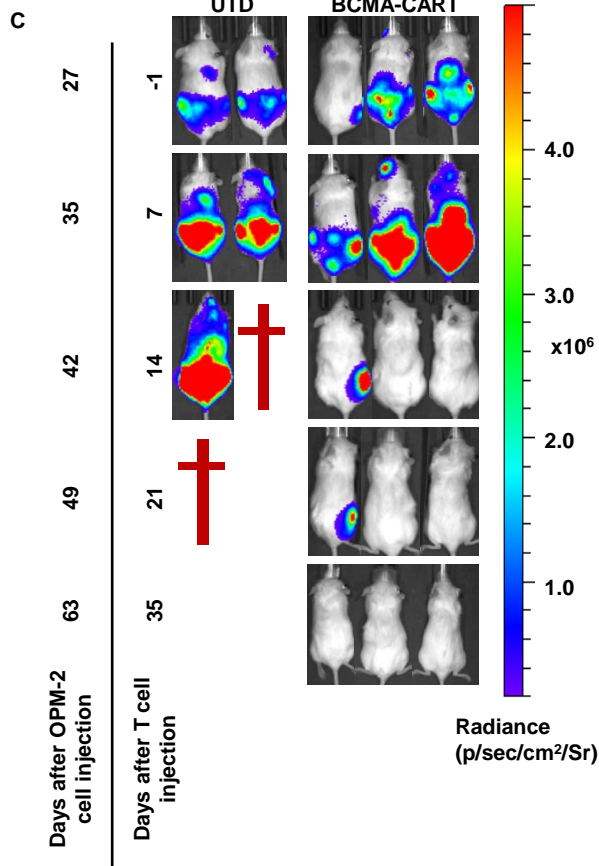 C
UTD
BCMA-CART
27
-1
35
7
42
14
49
21
63
35
Days after OPM-2
cell injection
Days after T cell
injection
4.0
3.0
x10⁶
2.0
1.0
Radiance
(p/sec/cm²/Sr)